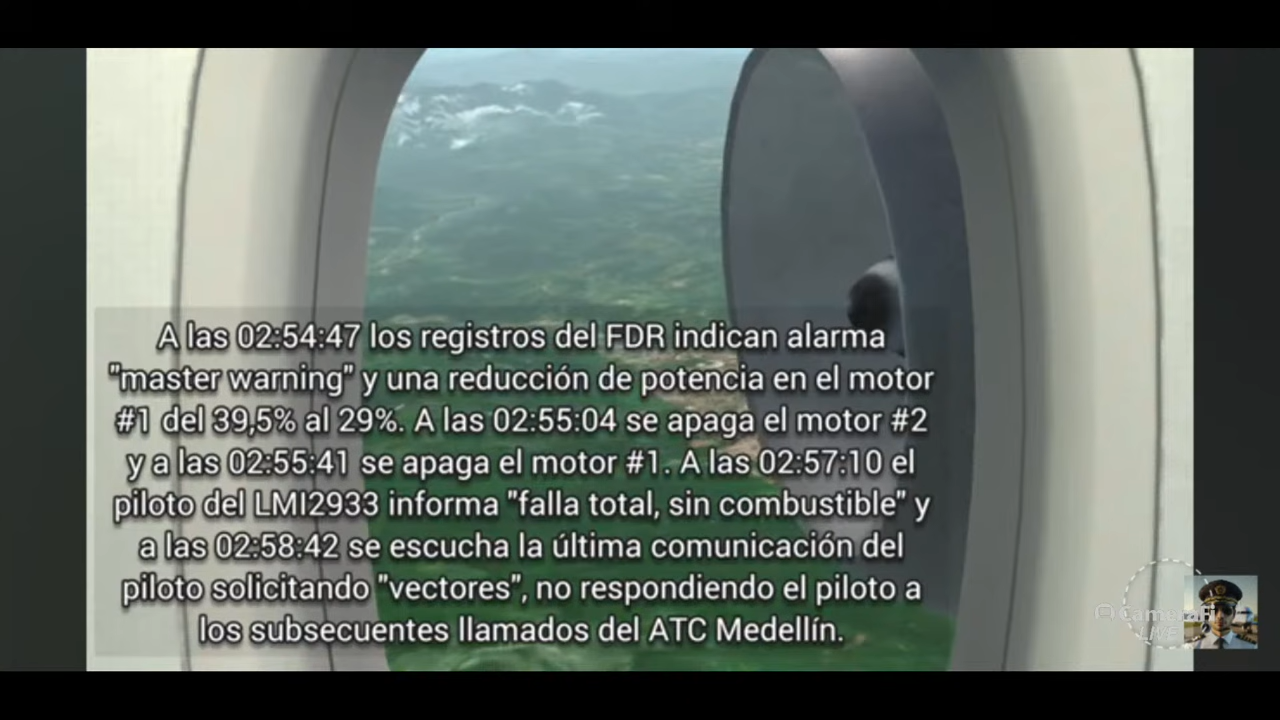 A las 02:54:47 los registros del FDR indican alarma
"master warning" y una reducción de potencia en el motor
#1 del 39,5% al 29%. A las 02:55:04 se apaga el motor #2
y a las 02:55:41 se apaga el motor #1. A las 02:57:10 el
piloto del LMI2933 informa "falla total, sin combustible" y
a las 02:58:42 se escucha la última comunicación del
piloto solicitando "vectores", no respondiendo el piloto a
los subsecuentes llamados del ATC Medellín.
CameraFi
LIVE